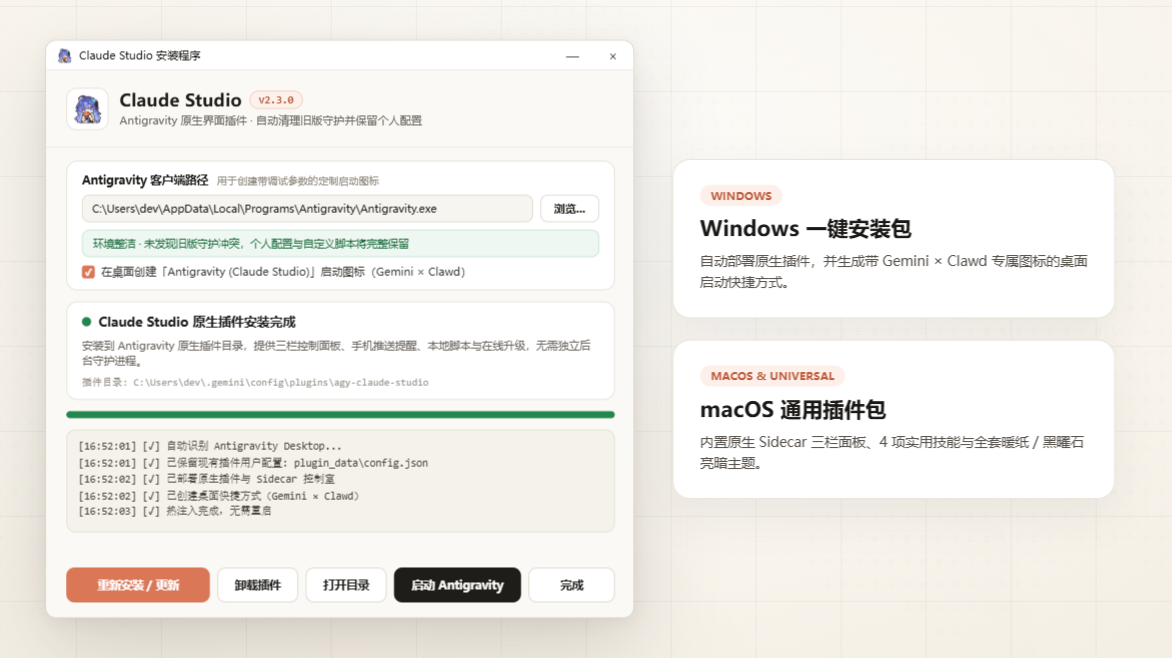 Claude Studio 安装程序
Claude Studio v2.3.0
Antigravity 原生界面插件 · 自动清理旧版守护并保留个人配置
Antigravity 客户端路径 用于创建带调试参数的定制启动图标
C:\Users\dev\AppData\Local\Programs\Antigravity\Antigravity.exe 浏览...
环境整洁 · 未发现旧版守护冲突，个人配置与自定义脚本将完整保留
在桌面创建「Antigravity (Claude Studio)」启动图标（Gemini × Clawd）
Claude Studio 原生插件安装完成
安装到 Antigravity 原生插件目录，提供三栏控制面板、手机推送提醒、本地脚本与在线升级，无需独立后
台守护进程。
插件目录: C:\Users\dev\.gemini\config\plugins\agy-claude-studio
[16:52:01] [√] 自动识别 Antigravity Desktop...
[16:52:01] [√] 已保留现有插件用户配置: plugin_data\config.json
[16:52:02] [√] 已部署原生插件与 Sidecar 控制室
[16:52:02] [√] 已创建桌面快捷方式（Gemini × Clawd）
[16:52:03] [√] 热注入完成，无需重启
重新安装 / 更新 卸载插件 打开目录 启动 Antigravity 完成
WINDOWS
Windows 一键安装包
自动部署原生插件，并生成带 Gemini × Clawd 专属图标的桌面
启动快捷方式。
MACOS & UNIVERSAL
macOS 通用插件包
内置原生 Sidecar 三栏面板、4 项实用技能与全套暖纸 / 黑曜石
亮暗主题。